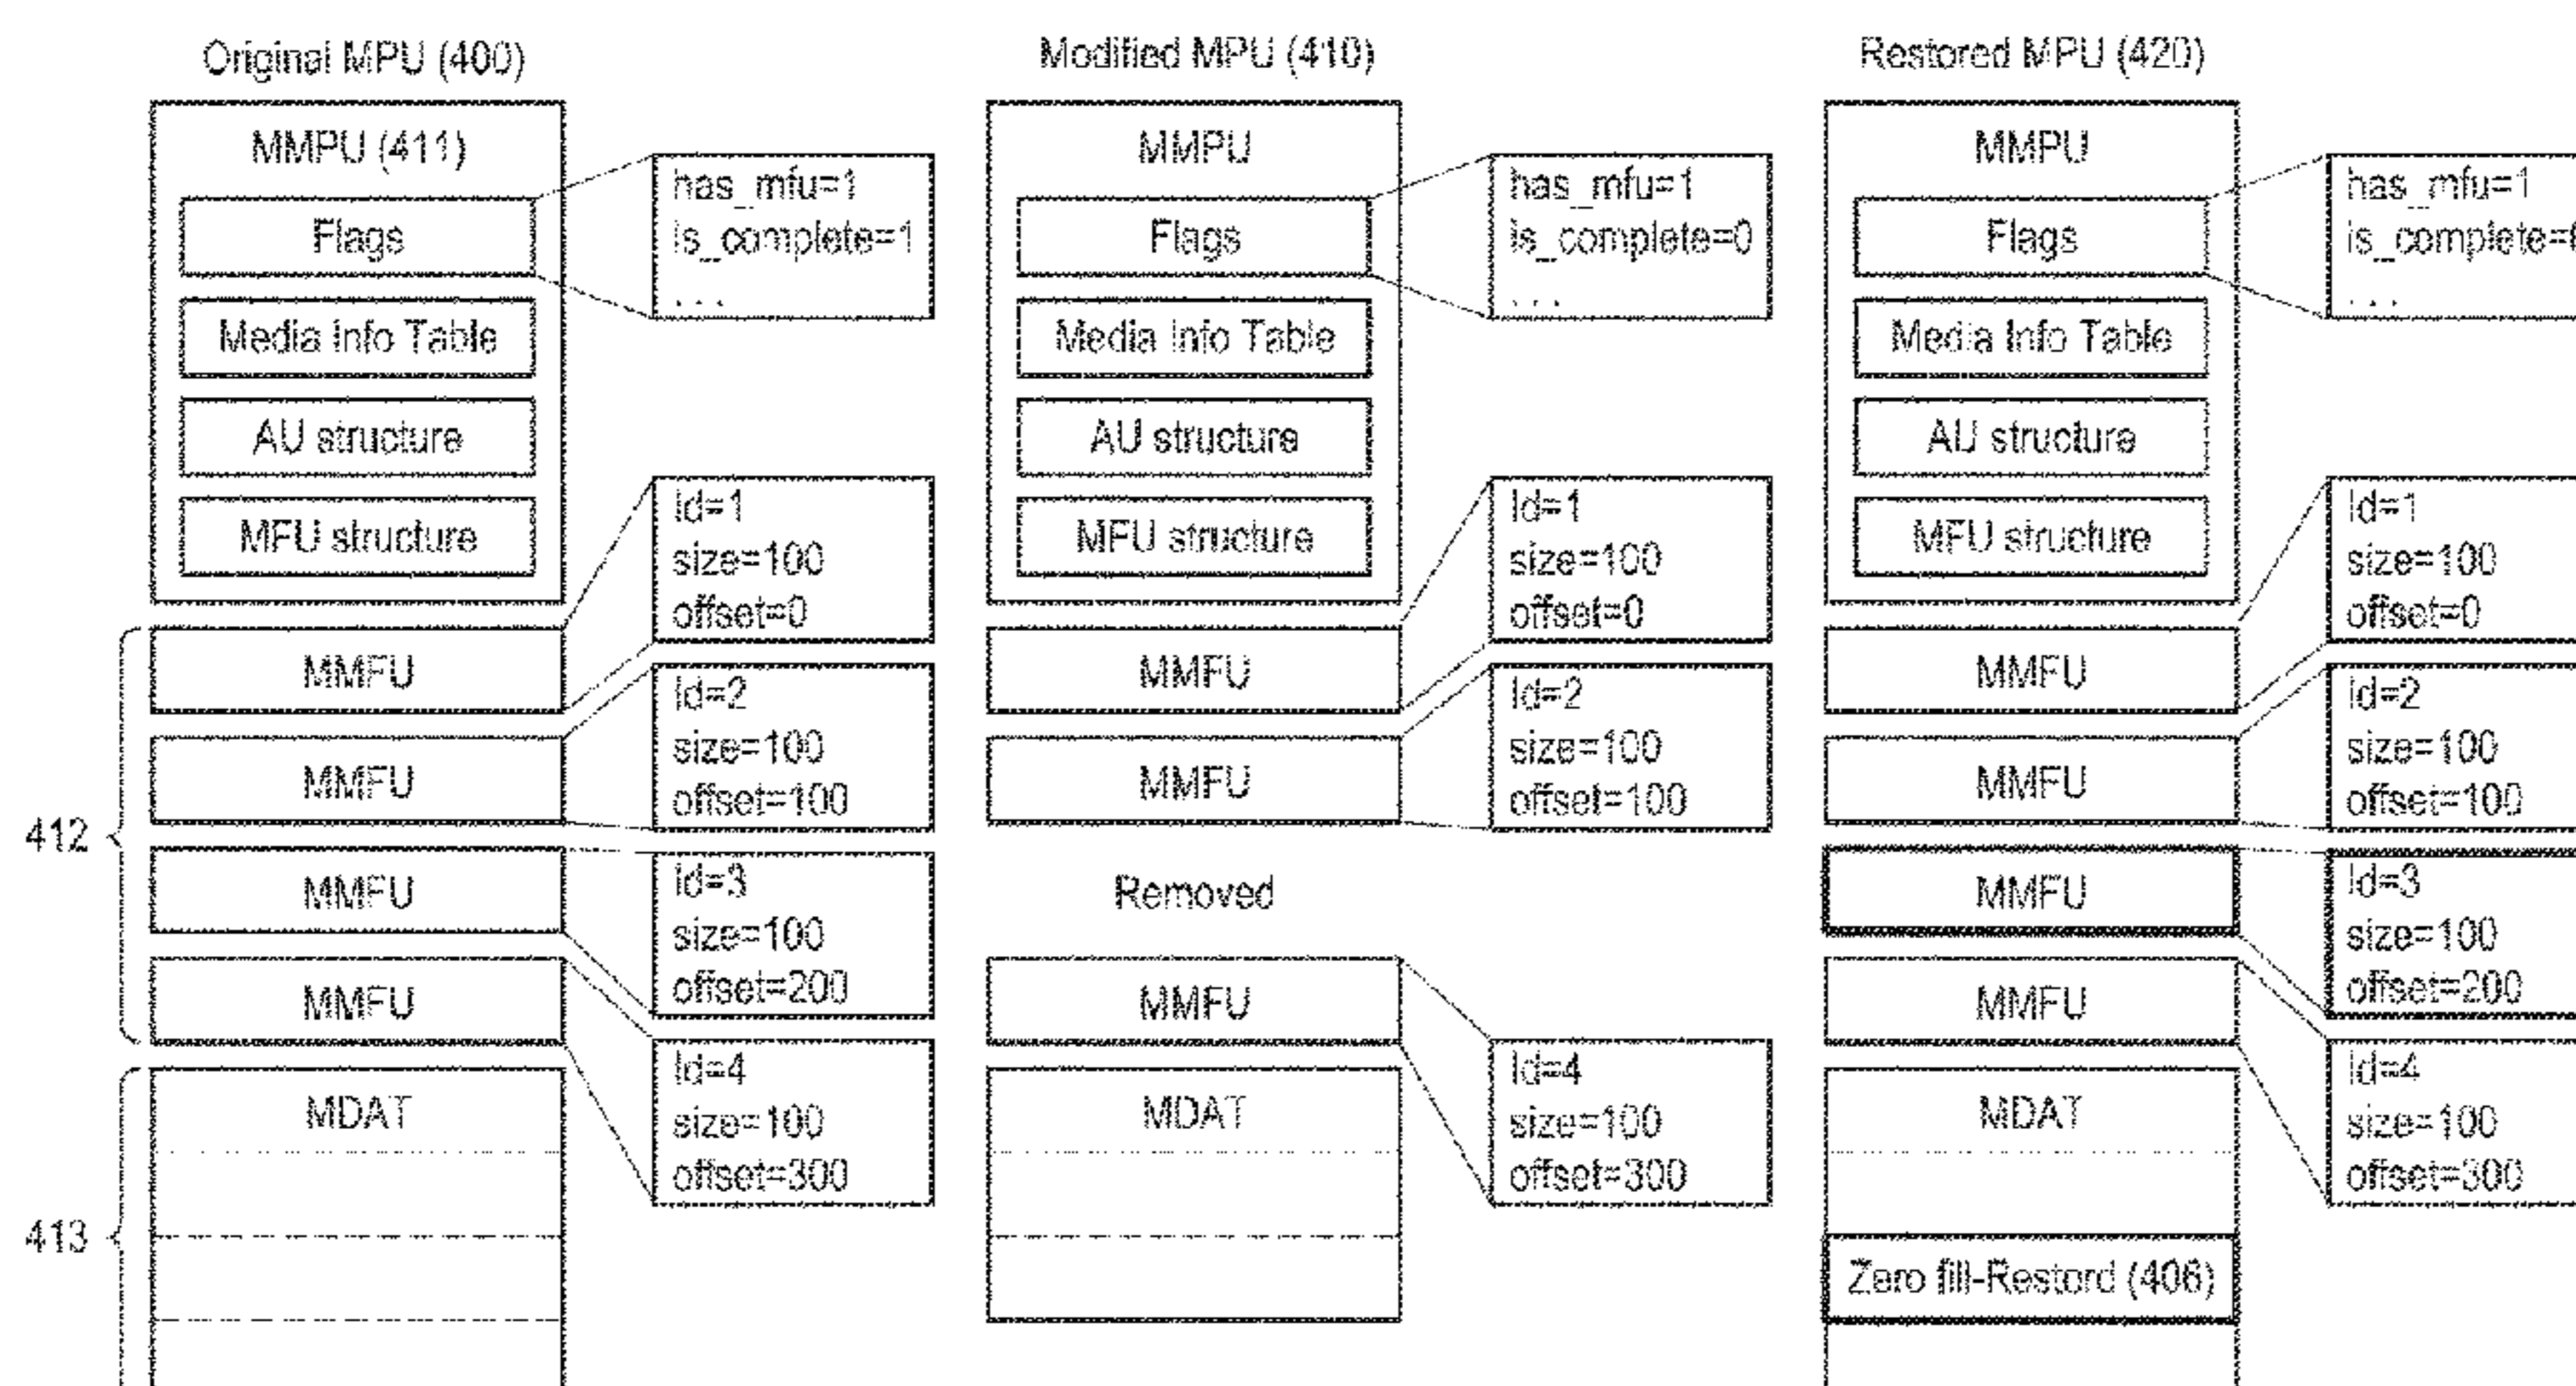 Original MPU (400)
MMPU (411)
Flags
Media Info Table
AU structure
MFU structure
has_mfu=1
is_complete=1
...
412
MMFU
id=1
size=100
offset=0
MMFU
id=2
size=100
offset=100
MMFU
id=3
size=100
offset=200
MMFU
id=4
size=100
offset=300
413
MDAT
Modified MPU (410)
MMPU
Flags
Media Info Table
AU structure
MFU structure
has_mfu=1
is_complete=0
...
MMFU
id=1
size=100
offset=0
MMFU
id=2
size=100
offset=100
Removed
MMFU
id=4
size=100
offset=300
MDAT
Restored MPU (420)
MMPU
Flags
Media Info Table
AU structure
MFU structure
has_mfu=1
is_complete=
...
MMFU
id=1
size=100
offset=0
MMFU
id=2
size=100
offset=100
MMFU
id=3
size=100
offset=200
MMFU
id=4
size=100
offset=300
MDAT
Zero fill-Restord (406)